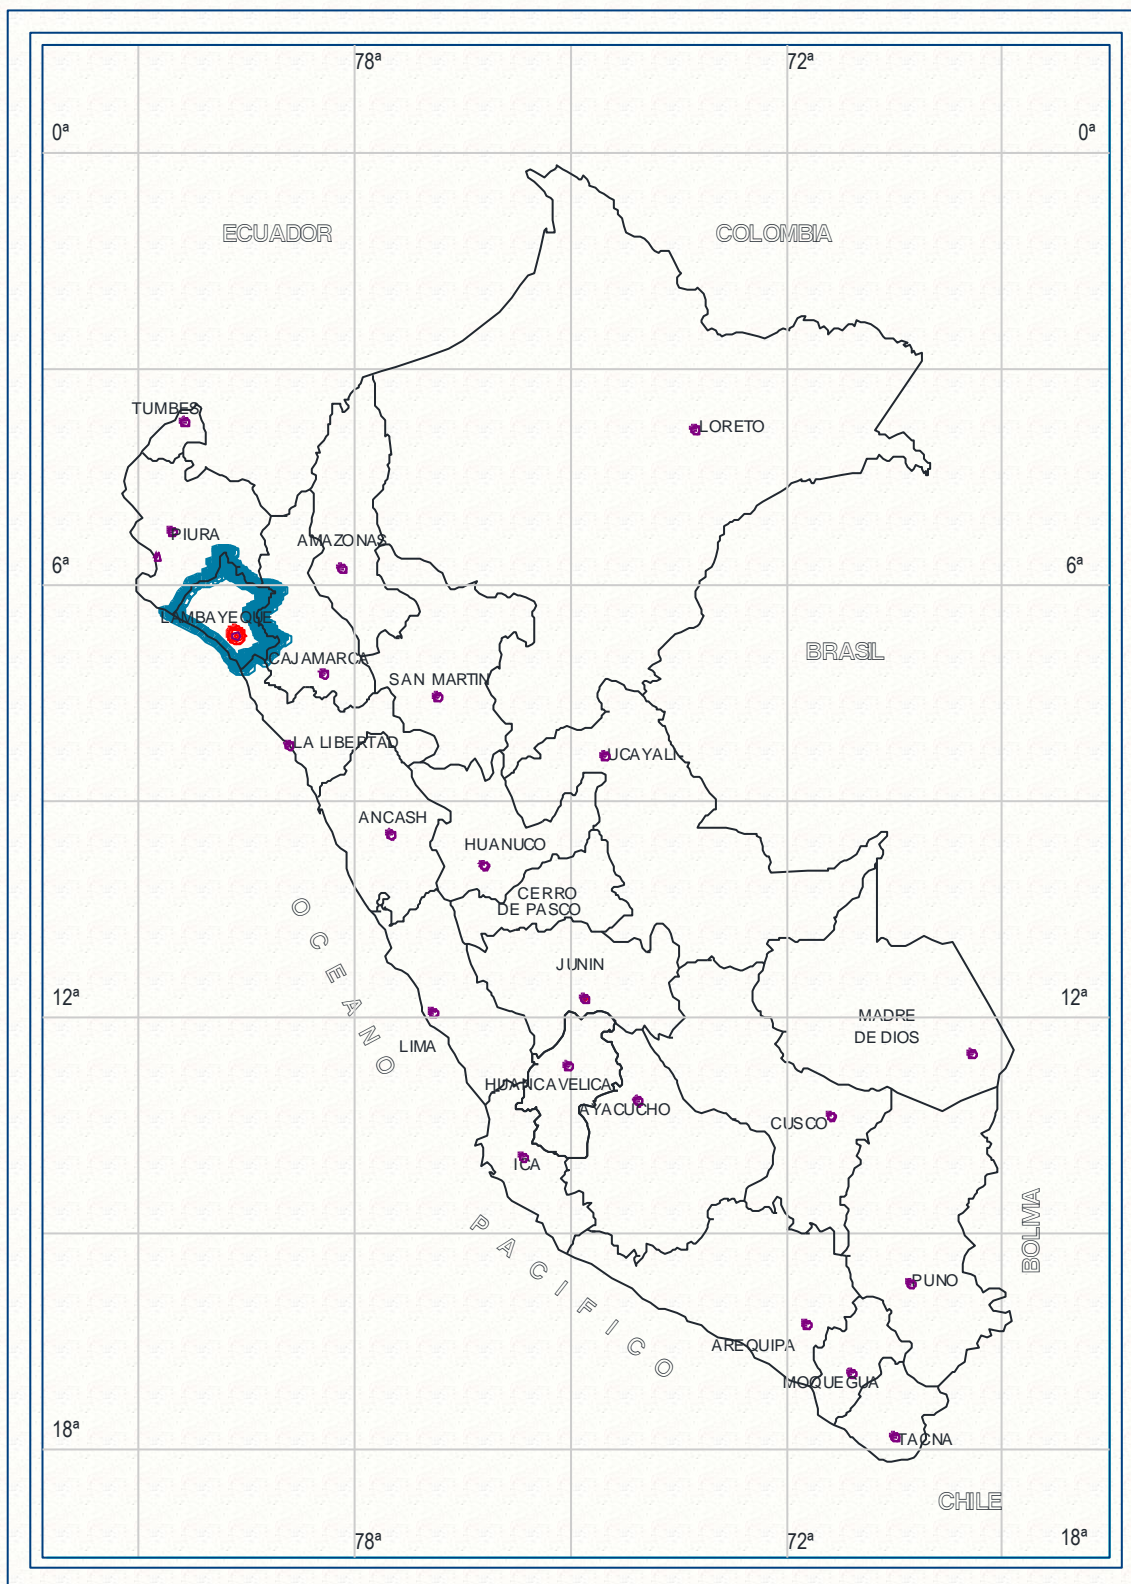 78ª
72ª
0ª
0ª
ECUADOR
COLOMBIA
TUMBES
LORETO
PIURA
AMAZONAS
6ª
6ª
LAMBAYEQUE
BRASIL
CAJAMARCA
SAN MARTIN
LA LIBERTAD
UCAYALI
ANCASH
HUANUCO
CERRO
DE PASCO
OCEANO
JUNIN
12ª
12ª
MADRE
DE DIOS
LIMA
HUANCAVELICA
AYACUCHO
CUSCO
ICA
PACIFICO
BOLIVIA
PUNO
AREQUIPA
MOQUEGUA
18ª
TACNA
CHILE
78ª
72ª
18ª